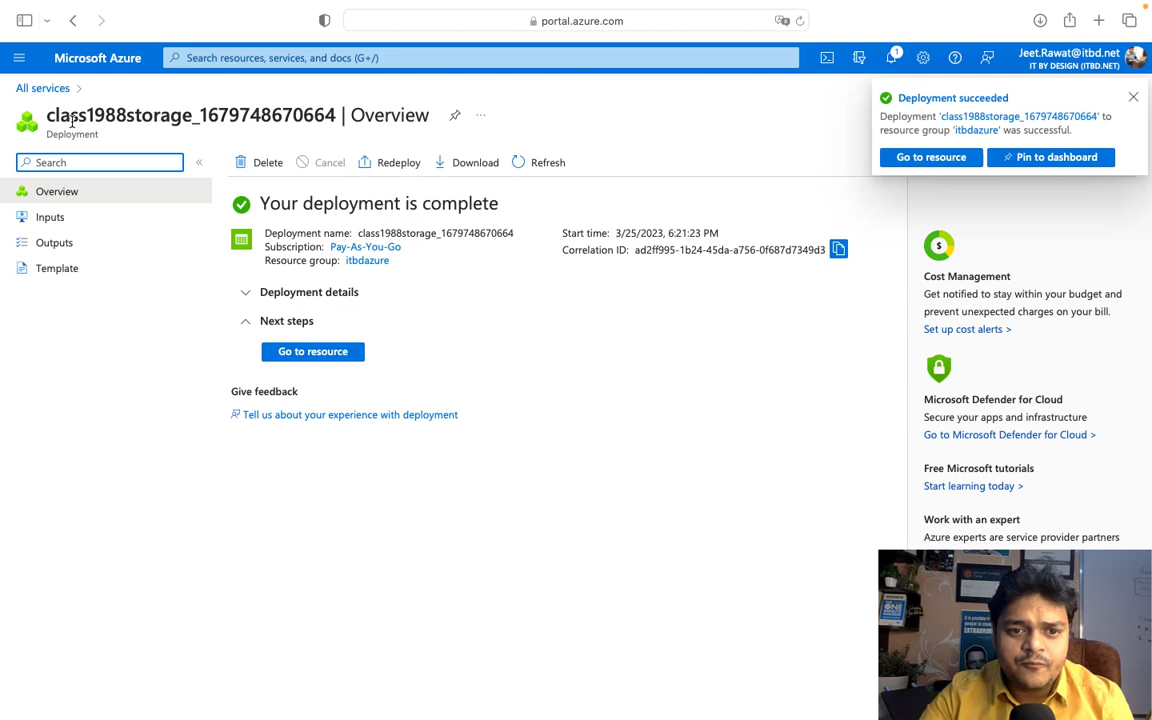 portal.azure.com
Microsoft Azure
Search resources, services, and docs (G+/)
1
Jeet.Rawat@itbd.net
IT BY DESIGN (ITBD.NET)
All services
class1988storage_1679748670664 | Overview
Deployment
Deployment succeeded
Deployment 'class1988storage_1679748670664' to
resource group 'itbdazure' was successful.
Go to resource
Pin to dashboard
Search
Delete
Cancel
Redeploy
Download
Refresh
Overview
Inputs
Outputs
Template
Your deployment is complete
Deployment name: class1988storage_1679748670664
Subscription: Pay-As-You-Go
Resource group: itbdazure
Start time: 3/25/2023, 6:21:23 PM
Correlation ID: ad2ff995-1b24-45da-a756-0f687d7349d3
Deployment details
Next steps
Go to resource
Give feedback
Tell us about your experience with deployment
$
Cost Management
Get notified to stay within your budget and
prevent unexpected charges on your bill.
Set up cost alerts >
Microsoft Defender for Cloud
Secure your apps and infrastructure
Go to Microsoft Defender for Cloud >
Free Microsoft tutorials
Start learning today >
Work with an expert
Azure experts are service provider partners